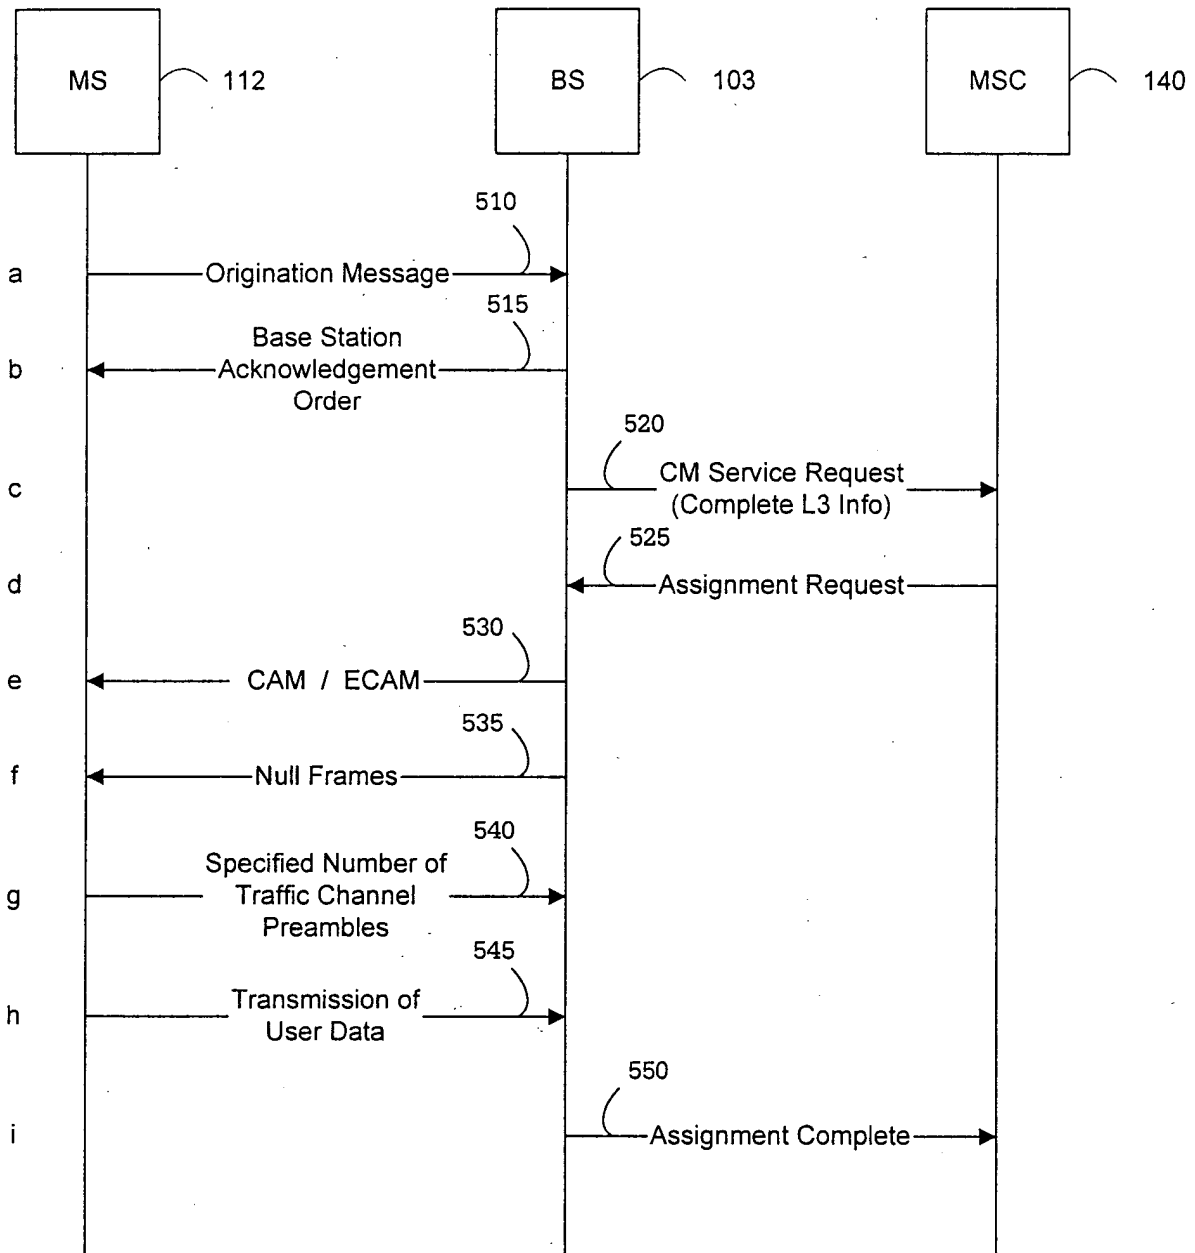 MS 112 BS 103 MSC 140
510
a Origination Message
515
Base Station
b Acknowledgement
Order
520
CM Service Request
c
(Complete L3 Info)
525
d Assignment Request
530
e CAM / ECAM
535
f Null Frames
540
Specified Number of
g Traffic Channel
Preambles
545
Transmission of
h
User Data
550
i Assignment Complete